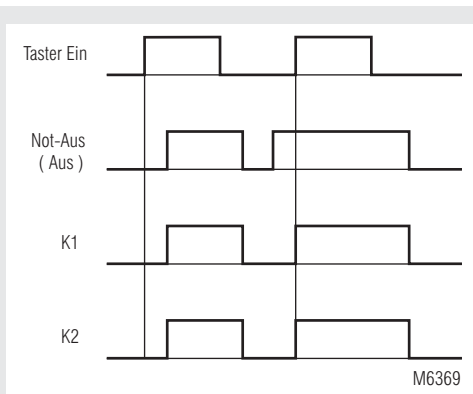 Taster Ein
Not-Aus
( Aus )
K1
K2
M6369